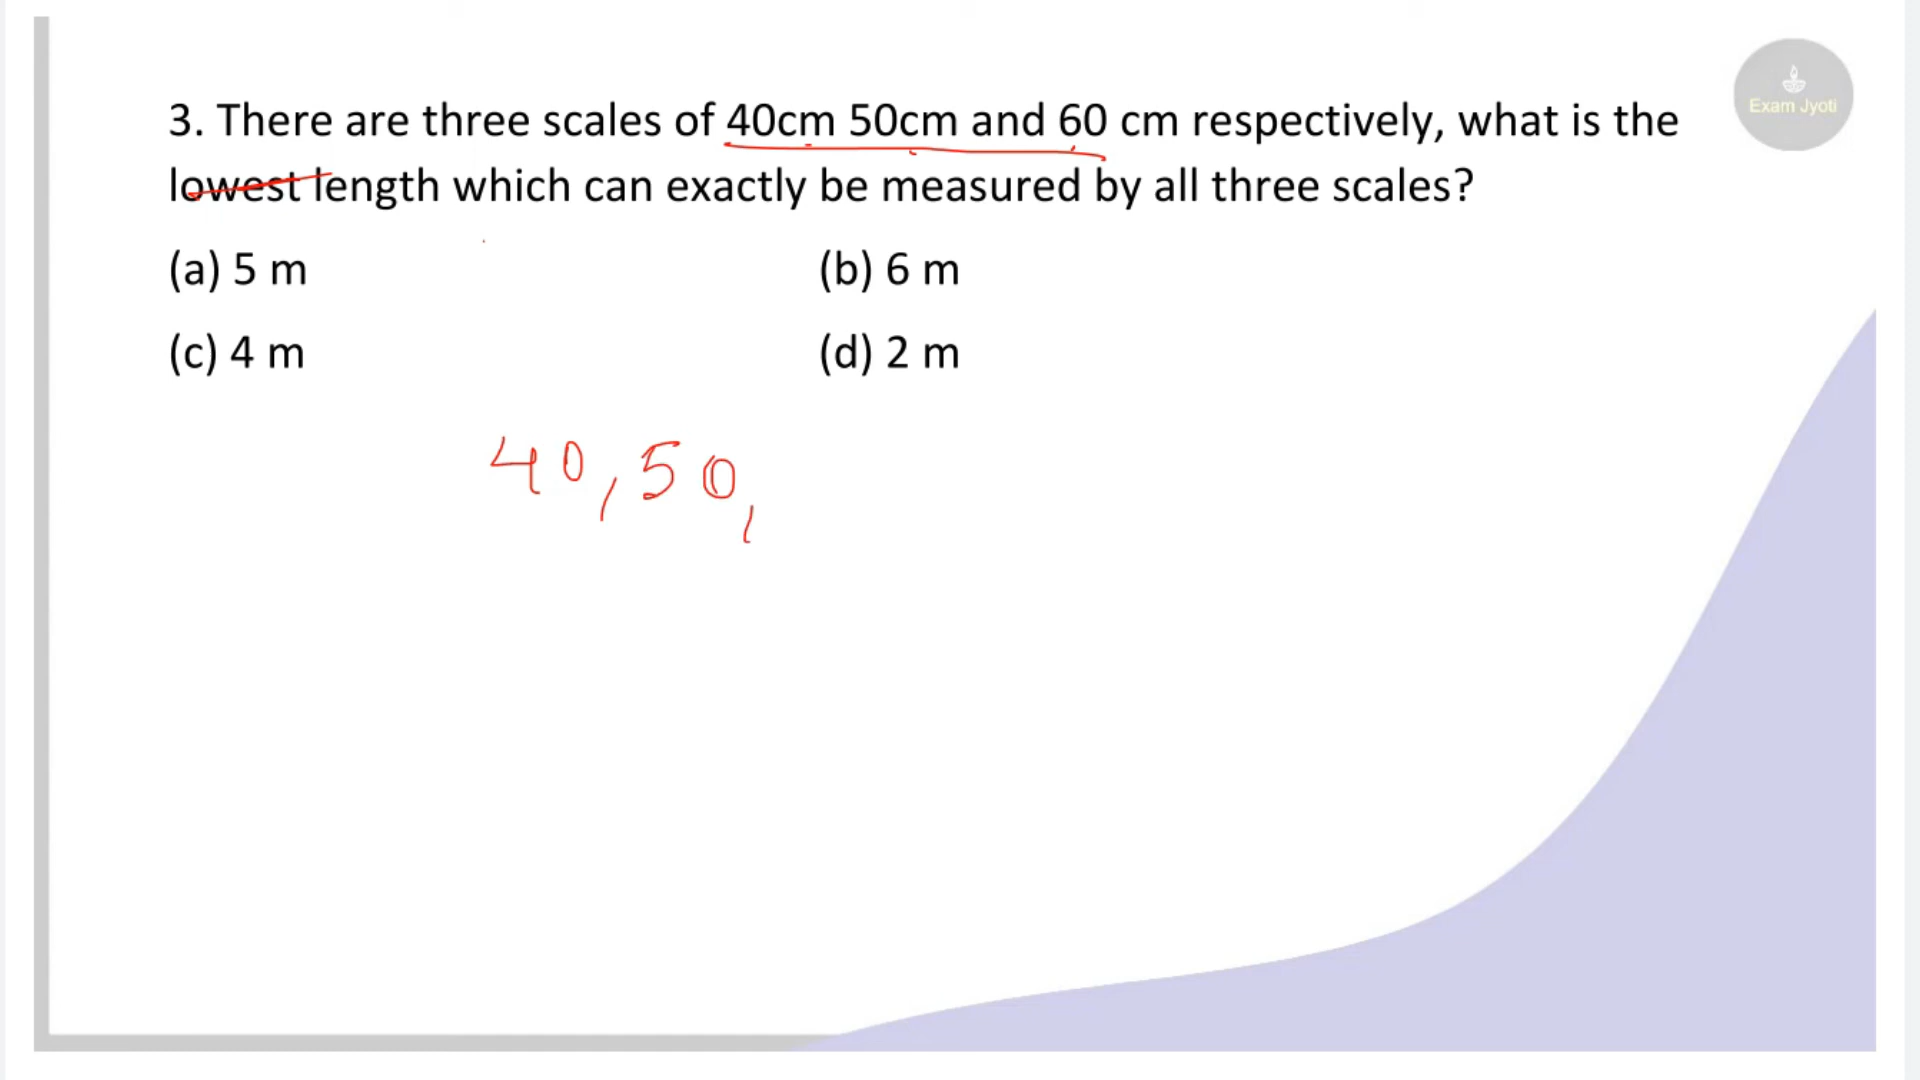 Exam Jyoti
3. There are three scales of 40cm 50cm and 60 cm respectively, what is the
lowest length which can exactly be measured by all three scales?
(a) 5 m (b) 6 m
(c) 4 m (d) 2 m
40, 50,